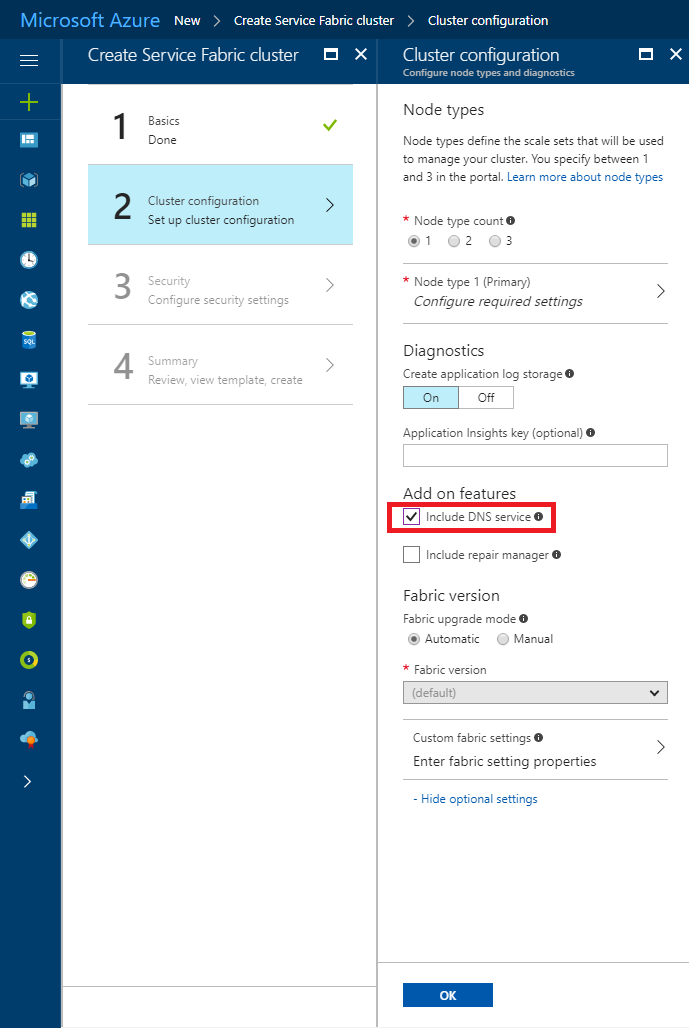 Microsoft Azure New > Create Service Fabric cluster > Cluster configuration
Create Service Fabric cluster
1
Basics
Done
2
Cluster configuration
Set up cluster configuration
3
Security
Configure security settings
4
Summary
Review, view template, create
Cluster configuration
Configure node types and diagnostics
Node types
Node types define the scale sets that will be used
to manage your cluster. You specify between 1
and 3 in the portal. Learn more about node types
* Node type count
1 2 3
* Node type 1 (Primary)
Configure required settings
Diagnostics
Create application log storage
On Off
Application Insights key (optional)
Add on features
Include DNS service
Include repair manager
Fabric version
Fabric upgrade mode
Automatic Manual
* Fabric version
(default)
Custom fabric settings
Enter fabric setting properties
- Hide optional settings
OK
SQL